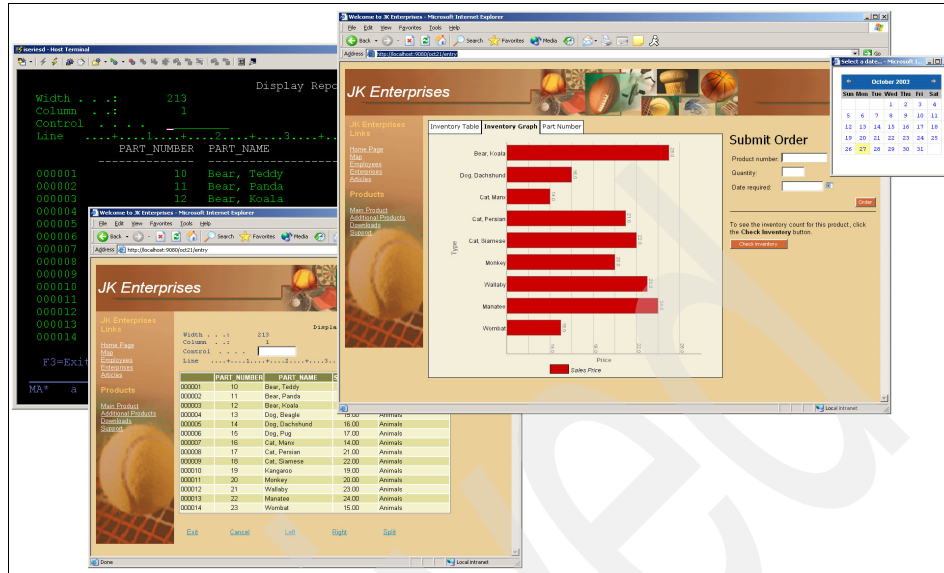 iseriesd - Host Terminal
Display Repo
Width . . .: 213
Column . .: 1
Control . . . .
Line ....+....1....+....2....+....3....+..
PART_NUMBER PART_NAME
000001 10 Bear, Teddy
000002 11 Bear, Panda
000003 12 Bear, Koala
000004
000005
000006
000007
000008
000009
000010
000011
000012
000013
000014
F3=Exit
MA* a
Welcome to JK Enterprises - Microsoft Internet Explorer
File Edit View Favorites Tools Help
Back Search Favorites Media
Address http://localhost:9080/oct21/entry
Go
JK Enterprises
JK Enterprises
Links
Home Page
Map
Employees
Enterprises
Articles
Products
Main Product
Additional Products
Downloads
Support
Inventory Table Inventory Graph Part Number
Bear, Koala
Dog, Dachshund
Cat, Manx
Cat, Persian
Cat, Siamese
Monkey
Wallaby
Manatee
Wombat
Type
Price
Sales Price
Submit Order
Product number:
Quantity:
Date required:
Order
To see the inventory count for this product, click
the Check Inventory button.
Check Inventory
Local intranet
Select a date... - Microsoft I...
October 2003
Sun Mon Tue Wed Thu Fri Sat
1 2 3 4
5 6 7 8 9 10 11
12 13 14 15 16 17 18
19 20 21 22 23 24 25
26 27 28 29 30 31
Welcome to JK Enterprises - Microsoft Internet Explorer
File Edit View Favorites Tools Help
Back Search Favorites Media
Address http://localhost:9080/oct21/entry
JK Enterprises
JK Enterprises
Links
Home Page
Map
Employees
Enterprises
Articles
Products
Main Product
Additional Products
Downloads
Support
Displa
Width . . .: 213
Column . .: 1
Control . . . .
Line ....+....1....+....2....+....3..
PART_NUMBER PART_NAME S
000001 10 Bear, Teddy
000002 11 Bear, Panda
000003 12 Bear, Koala
000004 13 Dog, Beagle 15.00 Animals
000005 14 Dog, Dachshund 16.00 Animals
000006 15 Dog, Pug 17.00 Animals
000007 16 Cat, Manx 14.00 Animals
000008 17 Cat, Persian 21.00 Animals
000009 18 Cat, Siamese 22.00 Animals
000010 19 Kangaroo 19.00 Animals
000011 20 Monkey 20.00 Animals
000012 21 Wallaby 23.00 Animals
000013 22 Manatee 24.00 Animals
000014 23 Wombat 15.00 Animals
Exit Cancel Left Right Split
Done
Local intranet